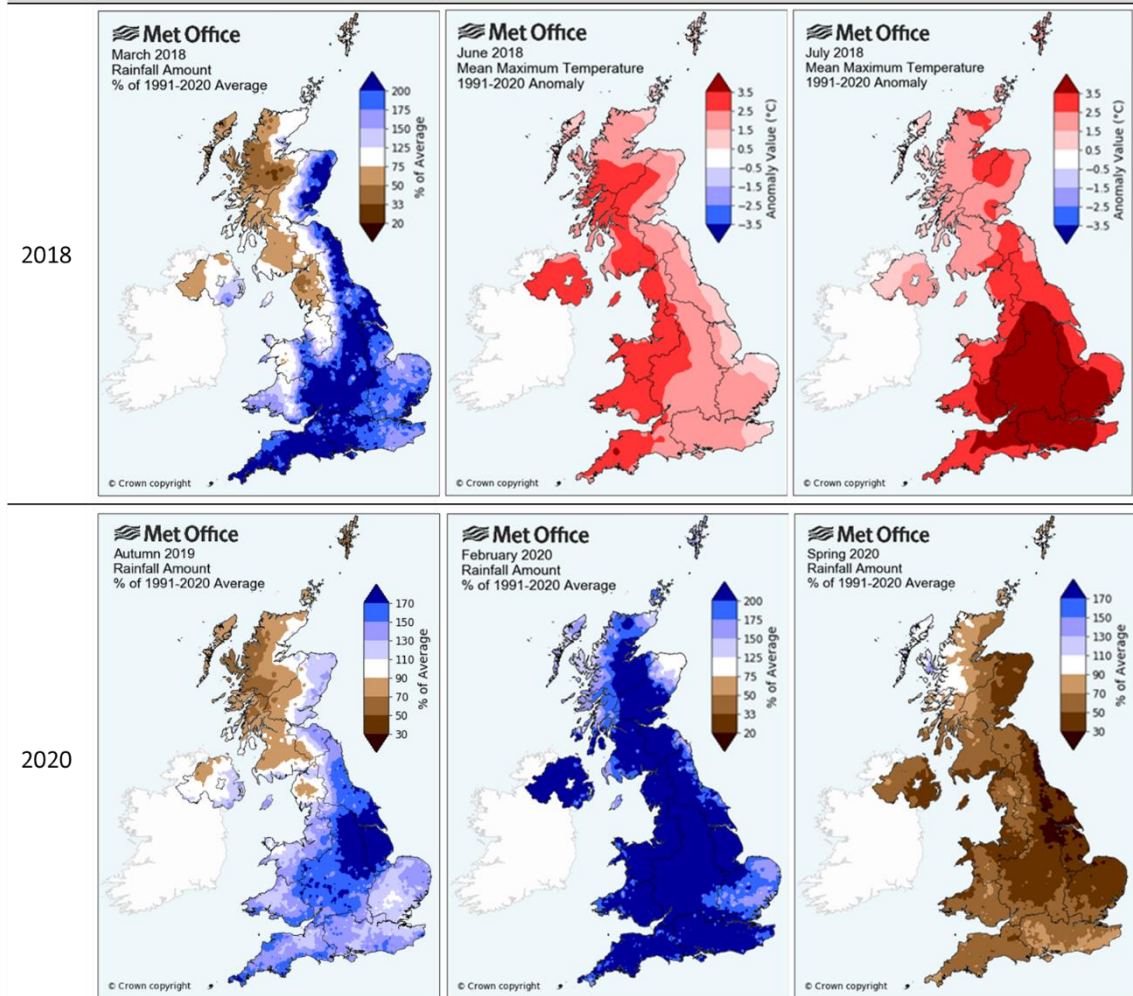 2018
Met Office
March 2018
Rainfall Amount
% of 1991-2020 Average
200
175
150
125
75
50
33
20
% of Average
© Crown copyright
Met Office
June 2018
Mean Maximum Temperature
1991-2020 Anomaly
3.5
2.5
1.5
0.5
−0.5
−1.5
−2.5
−3.5
Anomaly Value (°C)
© Crown copyright
Met Office
July 2018
Mean Maximum Temperature
1991-2020 Anomaly
3.5
2.5
1.5
0.5
−0.5
−1.5
−2.5
−3.5
Anomaly Value (°C)
© Crown copyright
2020
Met Office
Autumn 2019
Rainfall Amount
% of 1991-2020 Average
170
150
130
110
90
70
50
30
% of Average
© Crown copyright
Met Office
February 2020
Rainfall Amount
% of 1991-2020 Average
200
175
150
125
75
50
33
20
% of Average
© Crown copyright
Met Office
Spring 2020
Rainfall Amount
% of 1991-2020 Average
170
150
130
110
90
70
50
30
% of Average
© Crown copyright